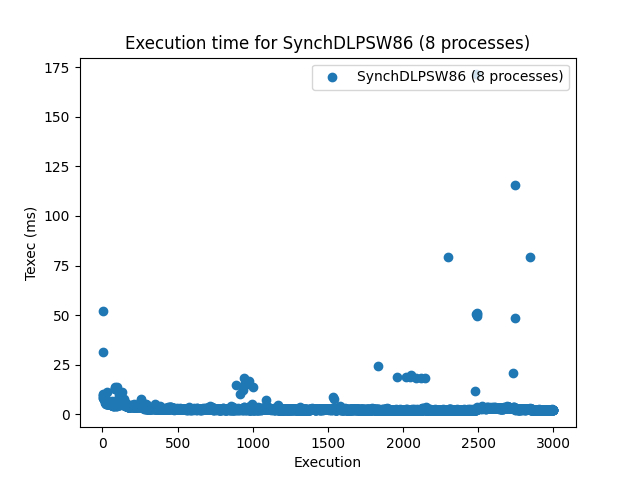 Execution time for SynchDLPSW86 (8 processes)
SynchDLPSW86 (8 processes)
175
150
125
100
75
50
25
0
Texec (ms)
0 500 1000 1500 2000 2500 3000
Execution